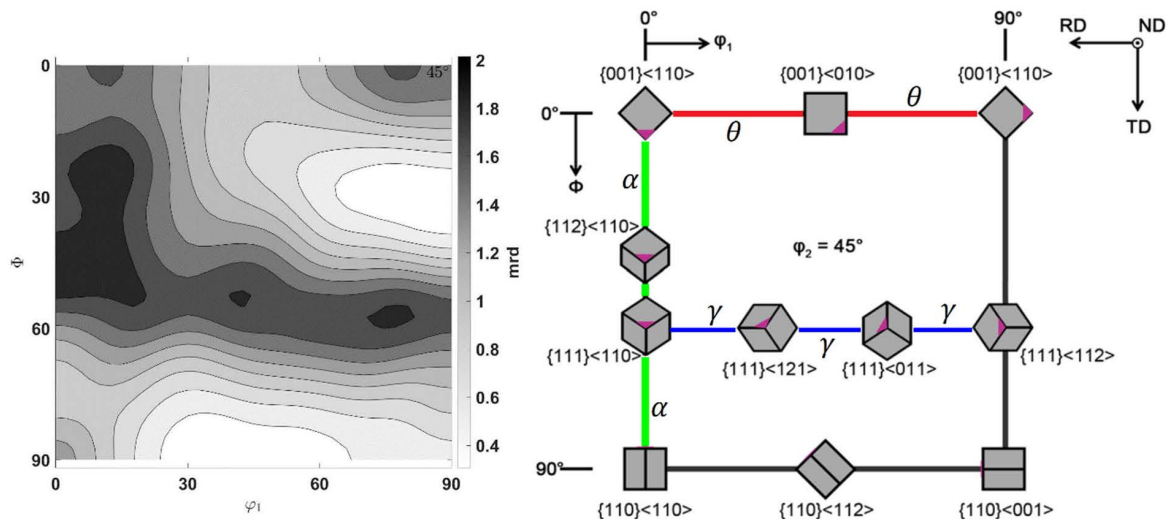 0
30
60
90
Φ
0
30
60
90
φ1
45°
2
1.8
1.6
1.4
1.2
1
0.8
0.6
0.4
mrd
0°
φ1
90°
RD
ND
TD
{001}<110>
{001}<010>
{001}<110>
0°
θ
θ
Φ
α
{112}<110>
φ2 = 45°
γ
γ
γ
{111}<110>
{111}<121>
{111}<011>
{111}<112>
α
90°
{110}<110>
{110}<112>
{110}<001>